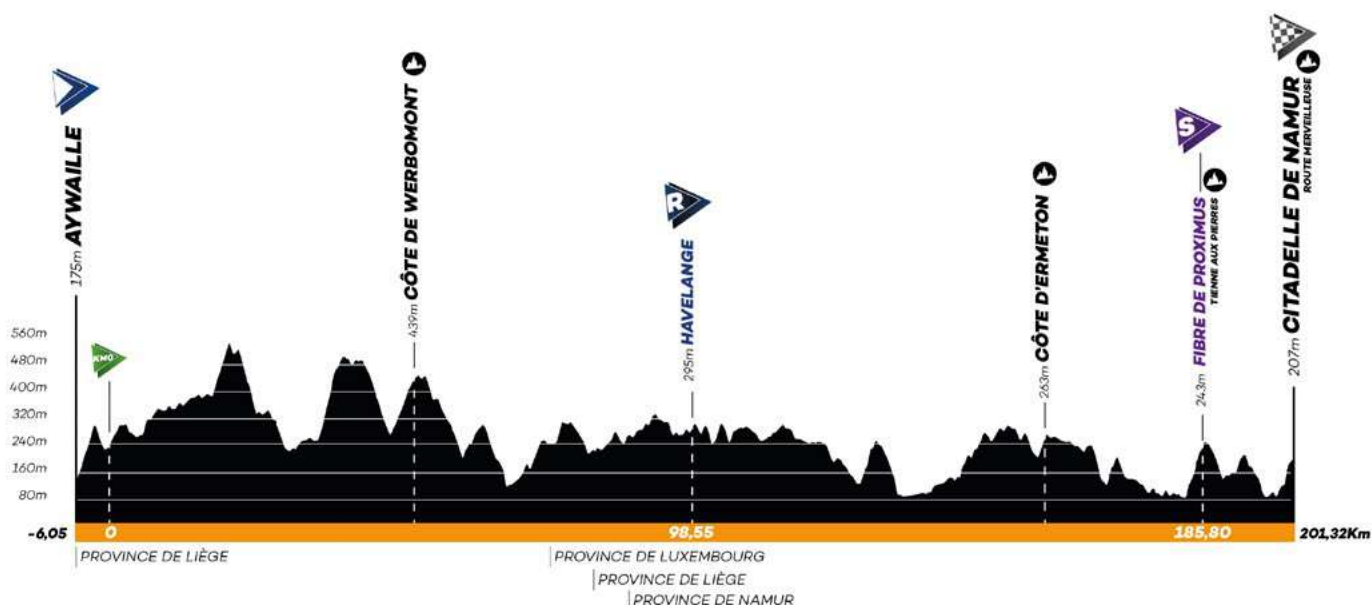 175m AYWAILLE
KM0
439m CÔTE DE WERBOMONT
R
295m HAVELANGE
263m CÔTE D'ERMETON
S
243m FIBRE DE PROXIMUS
TIENNE AUX PIERRES
207m CITADELLE DE NAMUR
ROUTE MERVEILLEUSE
560m
480m
400m
320m
240m
160m
80m
-6,05 0 98,55 185,80 201,32Km
PROVINCE DE LIÈGE PROVINCE DE LUXEMBOURG
PROVINCE DE LIÈGE
PROVINCE DE NAMUR